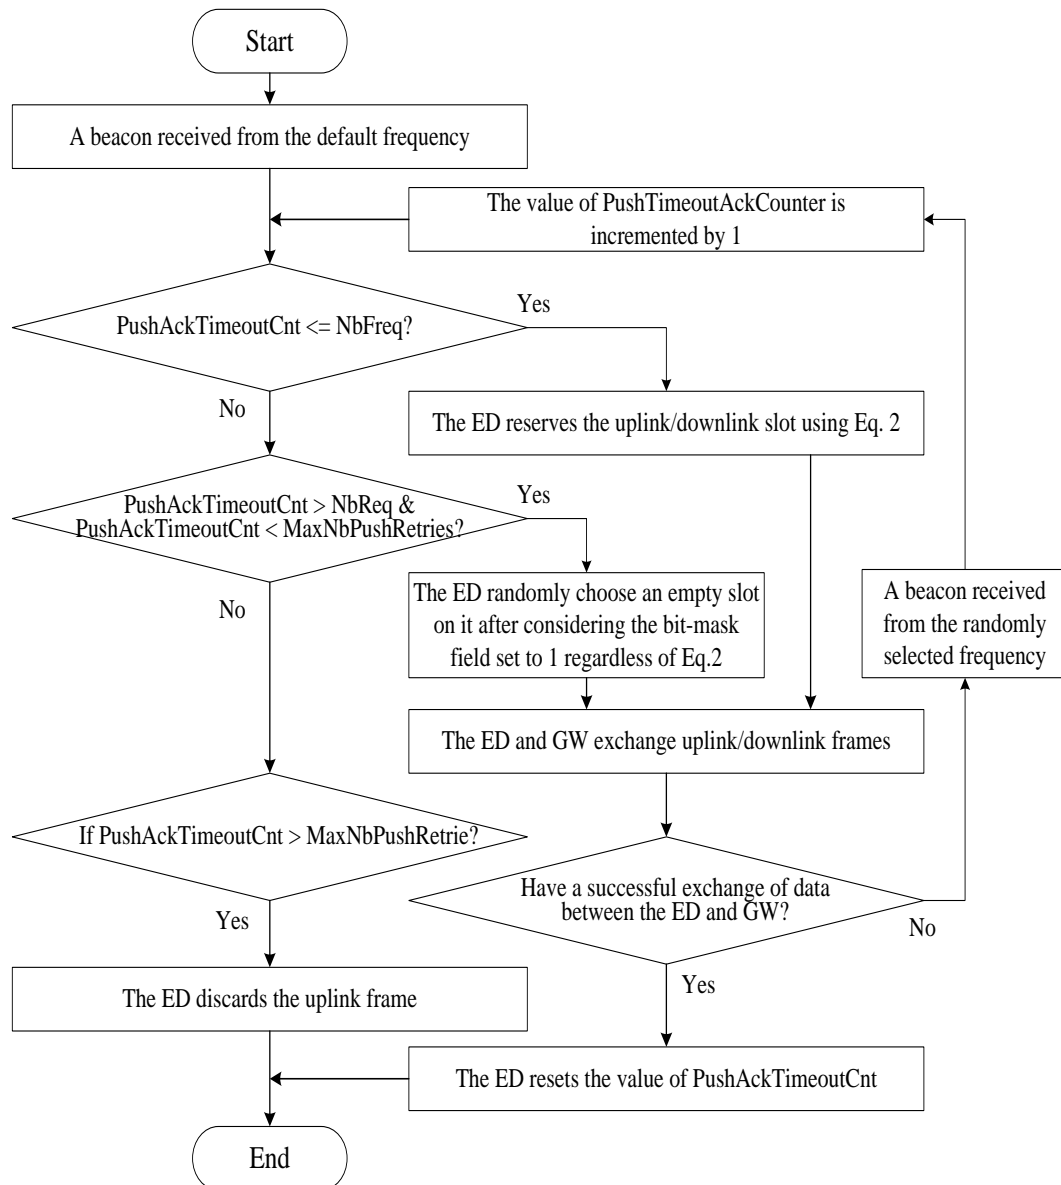 Start
A beacon received from the default frequency
The value of PushTimeoutAckCounter is
incremented by 1
PushAckTimeoutCnt <= NbFreq?
Yes
No
The ED reserves the uplink/downlink slot using Eq. 2
PushAckTimeoutCnt > NbReq &
PushAckTimeoutCnt < MaxNbPushRetries?
Yes
No
The ED randomly choose an empty slot
on it after considering the bit-mask
field set to 1 regardless of Eq.2
A beacon received
from the randomly
selected frequency
The ED and GW exchange uplink/downlink frames
If PushAckTimeoutCnt > MaxNbPushRetrie?
Yes
Have a successful exchange of data
between the ED and GW?
No
Yes
The ED discards the uplink frame
The ED resets the value of PushAckTimeoutCnt
End